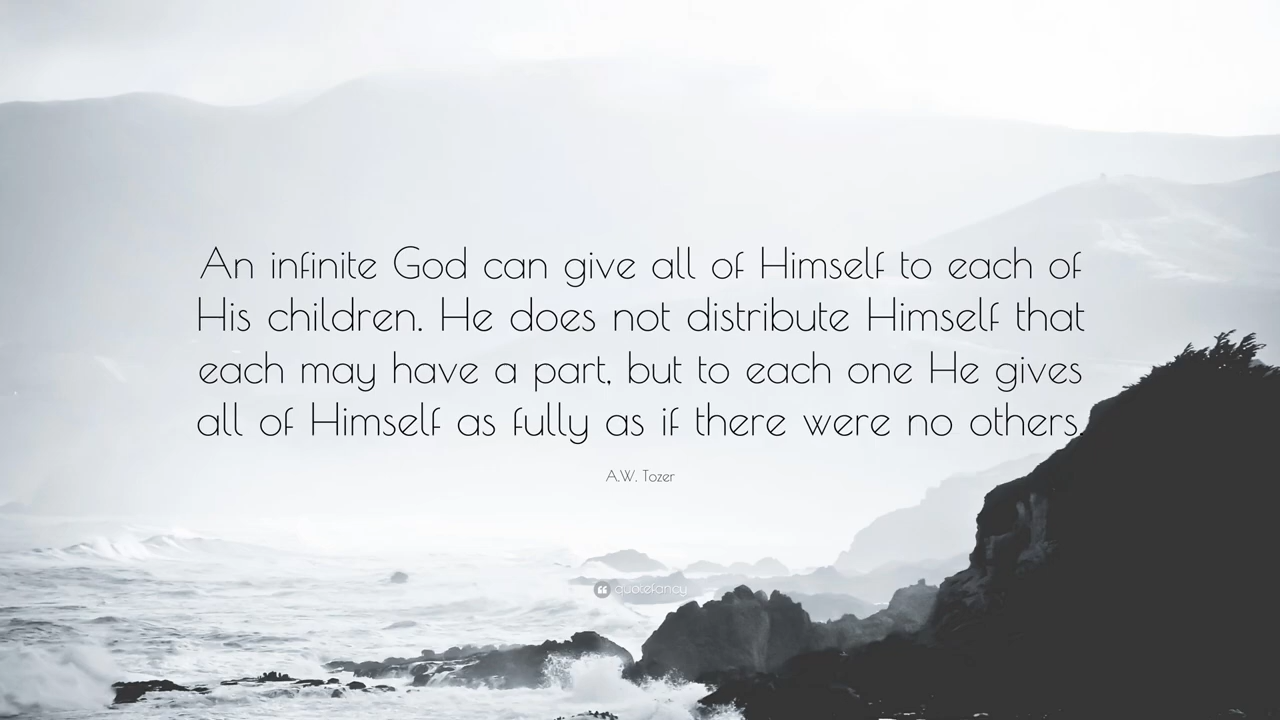 An infinite God can give all of Himself to each of
His children. He does not distribute Himself that
each may have a part, but to each one He gives
all of Himself as fully as if there were no others.
A.W. Tozer
quotefancy